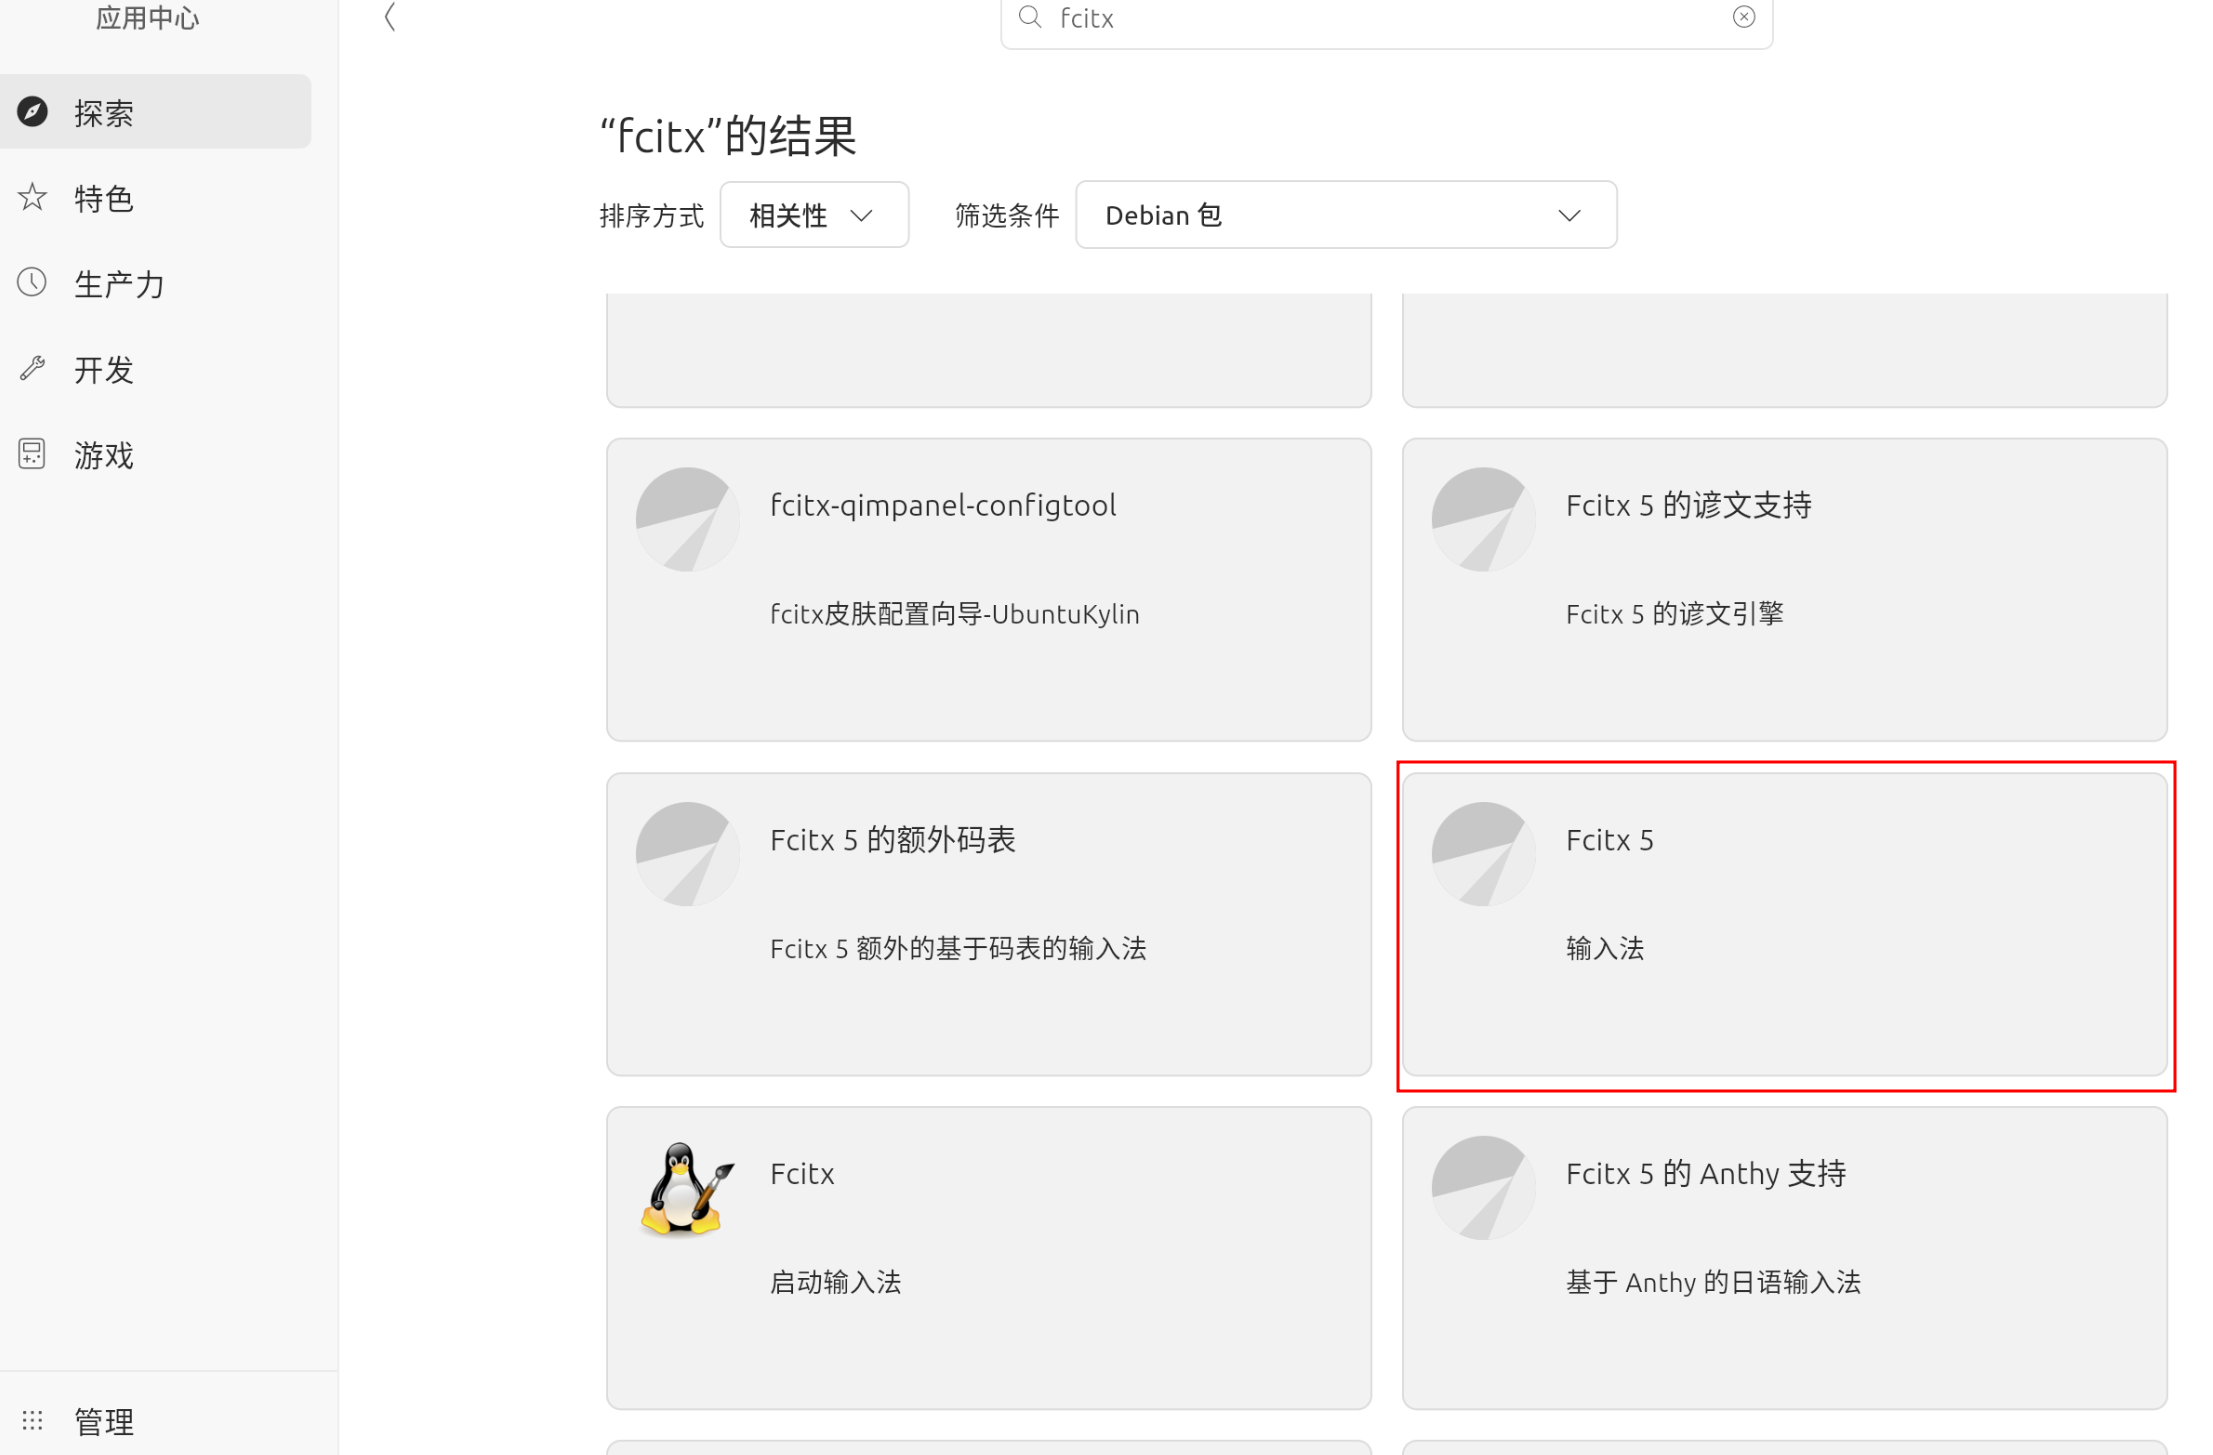 应用中心
fcitx
探索
特色
生产力
开发
游戏
管理
“fcitx”的结果
排序方式 相关性 筛选条件 Debian 包
fcitx-qimpanel-configtool
fcitx皮肤配置向导-UbuntuKylin
Fcitx 5 的谚文支持
Fcitx 5 的谚文引擎
Fcitx 5 的额外码表
Fcitx 5 额外的基于码表的输入法
Fcitx 5
输入法
Fcitx
启动输入法
Fcitx 5 的 Anthy 支持
基于 Anthy 的日语输入法